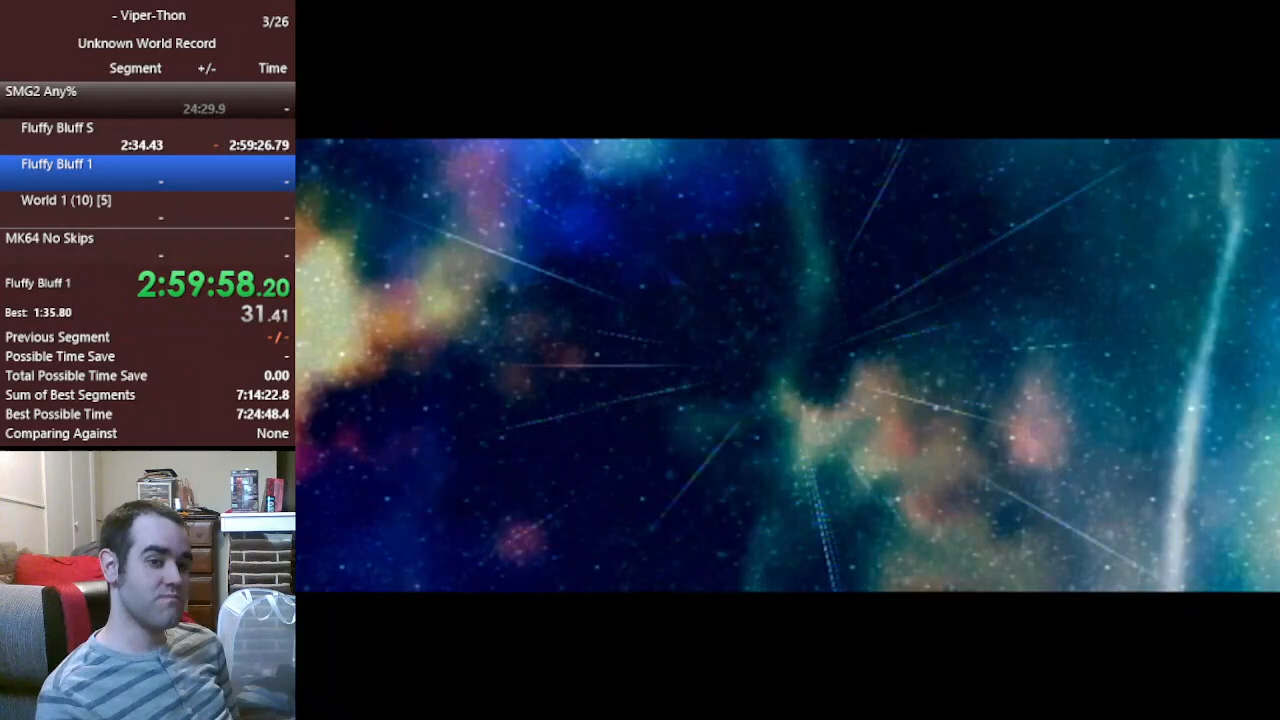 - Viper-Thon
3/26
Unknown World Record
Segment +/- Time
SMG2 Any%
24:29.9 -
Fluffy Bluff S
2:34.43 - 2:59:26.79
Fluffy Bluff 1
- -
World 1 (10) [5]
- -
MK64 No Skips
- -
Fluffy Bluff 1 2:59:58.20
Best: 1:35.80 31.41
Previous Segment -/-
Possible Time Save -
Total Possible Time Save 0.00
Sum of Best Segments 7:14:22.8
Best Possible Time 7:24:48.4
Comparing Against None